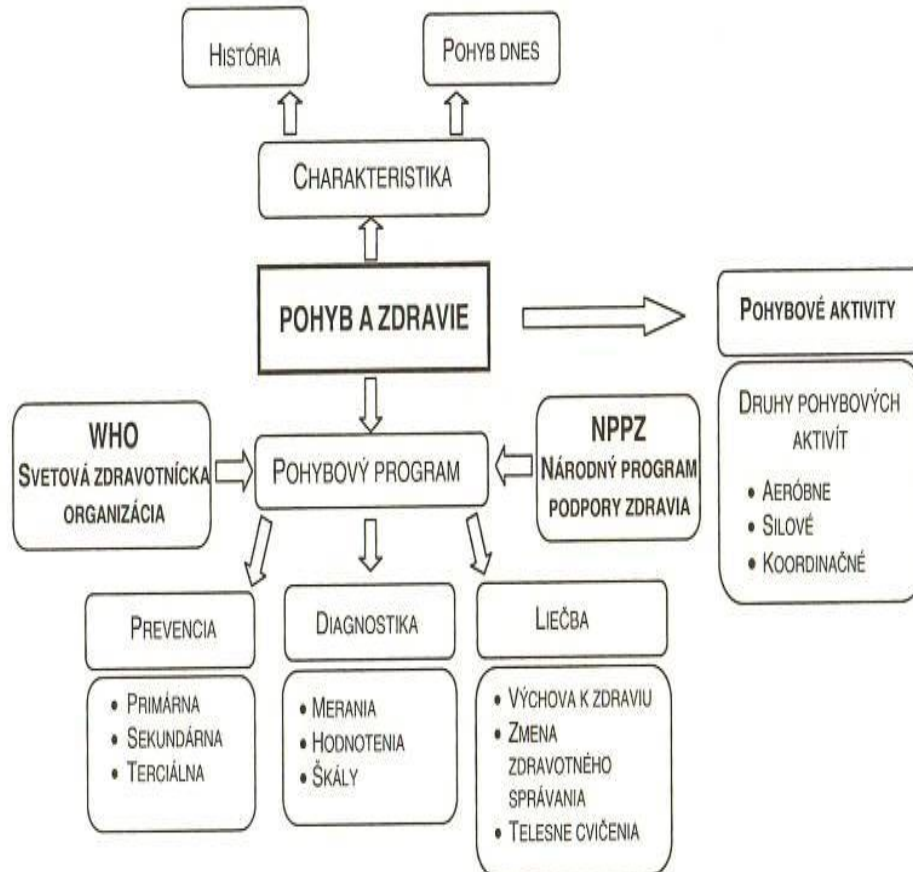 HISTÓRIA
POHYB DNES
CHARAKTERISTIKA
POHYB A ZDRAVIE
POHYBOVÉ AKTIVITY
DRUHY POHYBOVÝCH
AKTIVÍT
• AERÓBNE
• SILOVÉ
• KOORDINAČNÉ
WHO
SVETOVÁ ZDRAVOTNÍCKA
ORGANIZÁCIA
POHYBOVÝ PROGRAM
NPPZ
NÁRODNÝ PROGRAM
PODPORY ZDRAVIA
PREVENCIA
• PRIMÁRNA
• SEKUNDÁRNA
• TERCIÁLNA
DIAGNOSTIKA
• MERANIA
• HODNOTENIA
• ŠKÁLY
LIEČBA
• VÝCHOVA K ZDRAVIU
• ZMENA
ZDRAVOTNÉHO
SPRÁVANIA
• TELESNE CVIČENIA